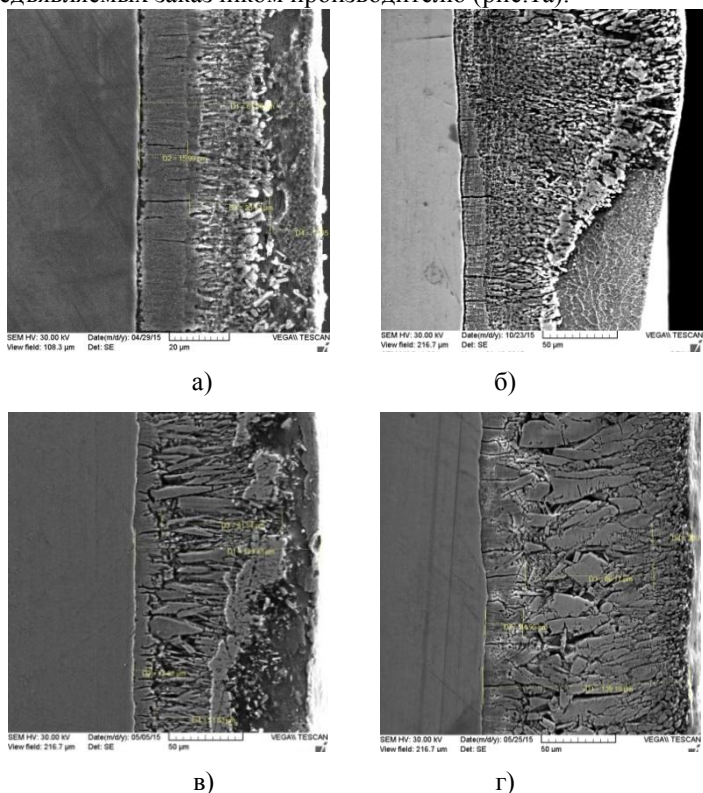 едъявляемых заказчиком производителю (рис.1а).
SEM HV: 30.00 kV Date(m/d/y): 04/29/15 VEGA\\ TESCAN
View field: 108.3 µm Det: SE 20 µm
SEM HV: 30.00 kV Date(m/d/y): 10/23/15 VEGA\\ TESCAN
View field: 216.7 µm Det: SE 50 µm
а)
б)
SEM HV: 30.00 kV Date(m/d/y): 05/05/15 VEGA\\ TESCAN
View field: 216.7 µm Det: SE 50 µm
SEM HV: 30.00 kV Date(m/d/y): 05/25/15 VEGA\\ TESCAN
View field: 216.7 µm Det: SE 50 µm
в)
г)